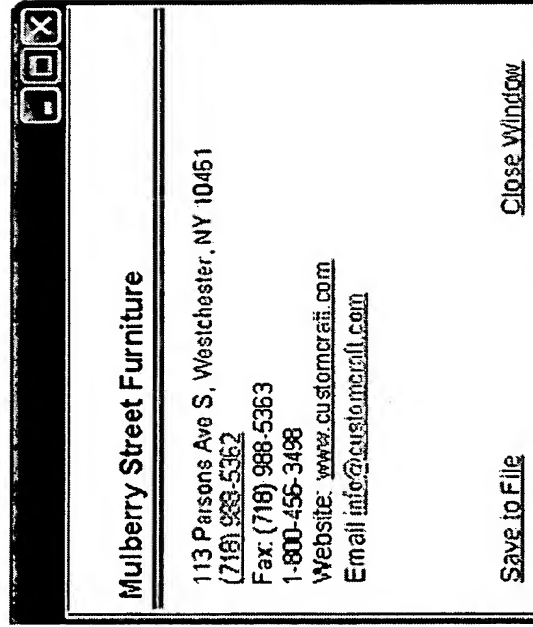 Mulberry Street Furniture
113 Parsons Ave S, Westchester, NY 10461
(718) 988-5362
Fax: (718) 988-5363
1-800-456-3498
Website: www.customcraft.com
Email info@customcraft.com
Save to File
Close Window